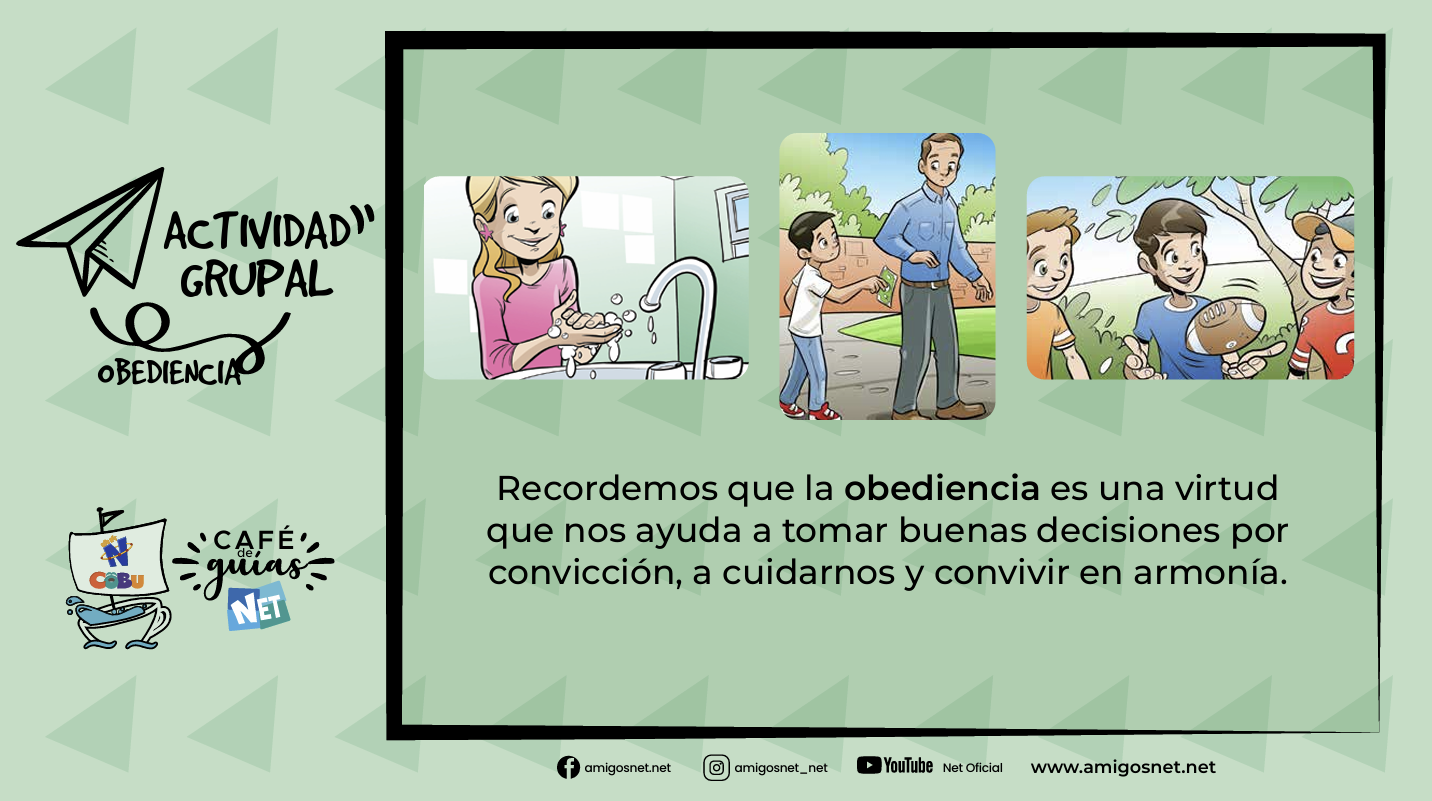 ACTIVIDAD
GRUPAL
OBEDIENCIA
N
COBU
CAFÉ
de
guías
NET
Recordemos que la obediencia es una virtud
que nos ayuda a tomar buenas decisiones por
convicción, a cuidarnos y convivir en armonía.
amigosnet.net
amigosnet_net
YouTube Net Oficial
www.amigosnet.net